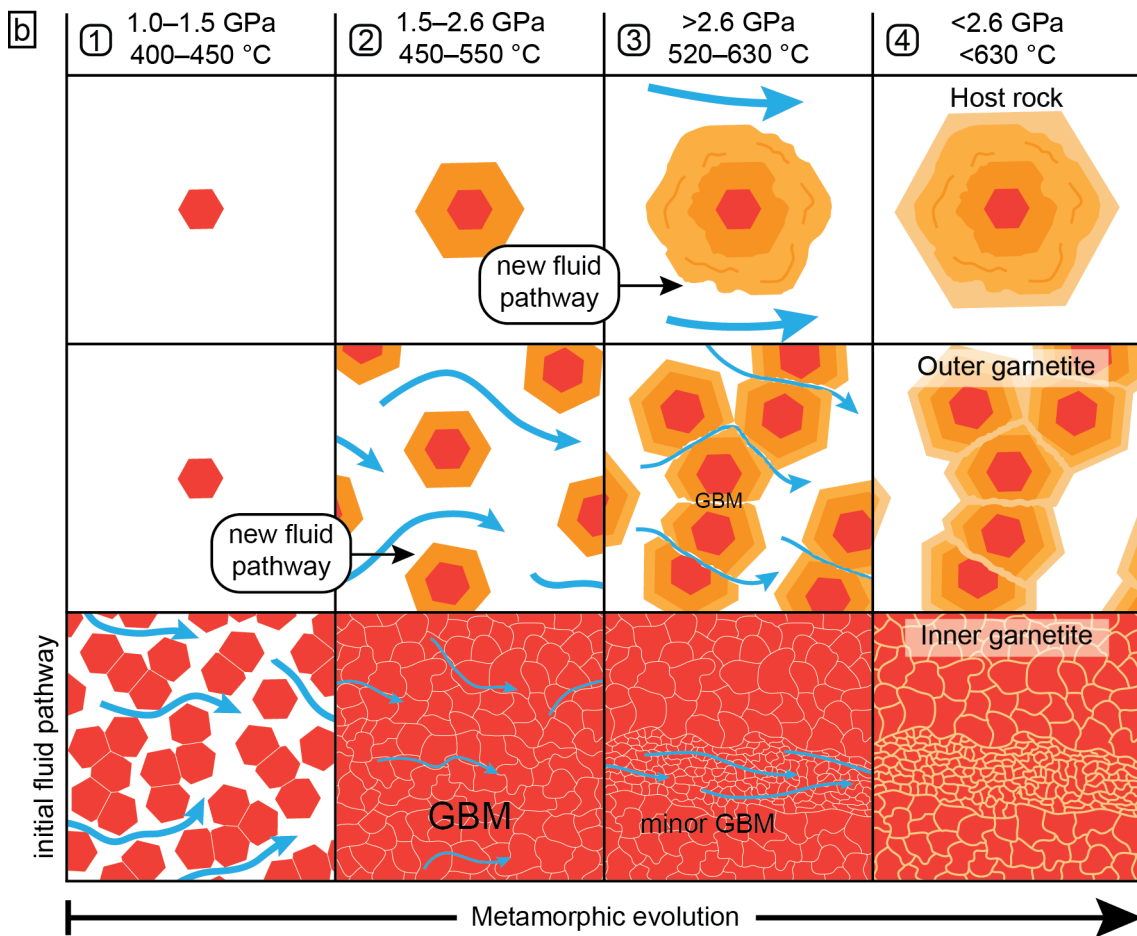 b
1
1.0–1.5 GPa
400–450 °C
2
1.5–2.6 GPa
450–550 °C
3
>2.6 GPa
520–630 °C
4
<2.6 GPa
<630 °C
Host rock
new fluid
pathway
Outer garnetite
GBM
new fluid
pathway
initial fluid pathway
Inner garnetite
GBM
minor GBM
Metamorphic evolution